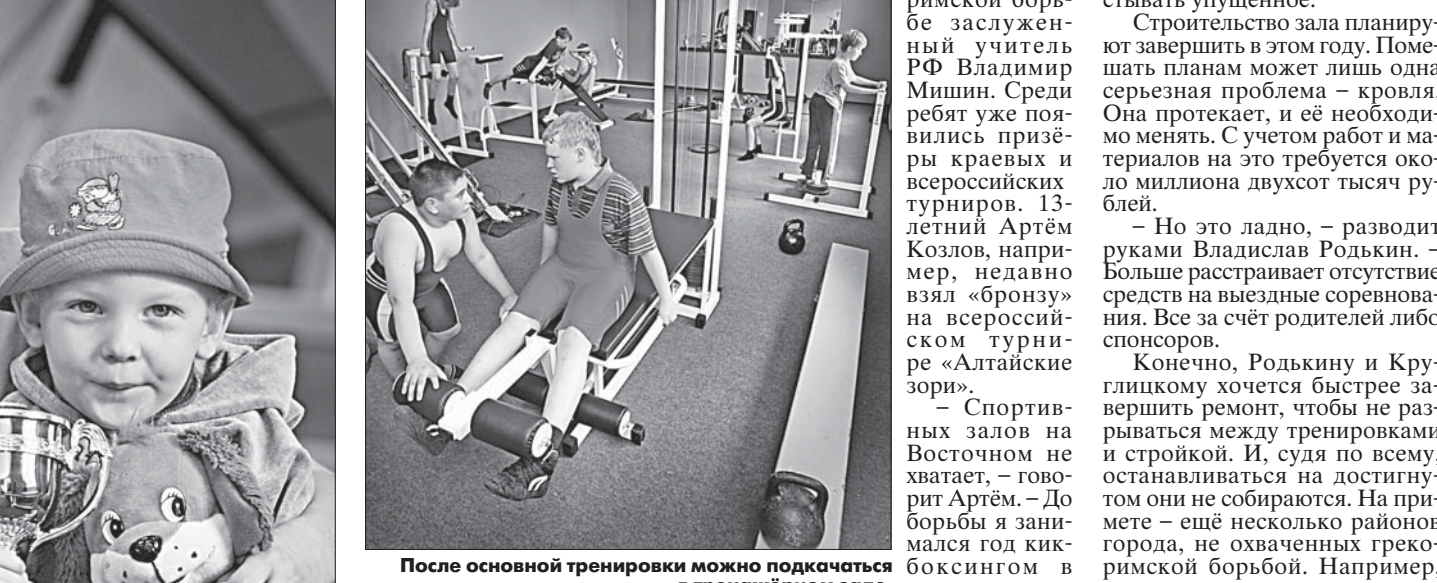 После основной тренировки можно подкачаться
в тренажёрном зале.
римской борь-
бе заслужен-
ный учитель
РФ Владимир
Мишин. Среди
ребят уже поя-
вились призё-
ры краевых и
всероссийских
турниров. 13-
летний Артём
Козлов, напри-
мер, недавно
взял «бронзу»
на всероссий-
ском турни-
ре «Алтайские
зори».
– Спортив-
ных залов на
Восточном не
хватает, – гово-
рит Артём. – До
борьбы я зани-
мался год кик-
боксингом в
стывать упущенное.
Строительство зала планиру-
ют завершить в этом году. Поме-
шать планам может лишь одна
серьезная проблема – кровля.
Она протекает, и её необходи-
мо менять. С учетом работ и ма-
териалов на это требуется око-
ло миллиона двухсот тысяч ру-
блей.
– Но это ладно, – разводит
руками Владислав Родькин. –
Больше расстраивает отсутствие
средств на выездные соревнова-
ния. Все за счёт родителей либо
спонсоров.
Конечно, Родькину и Кру-
глицкому хочется быстрее за-
вершить ремонт, чтобы не раз-
рываться между тренировками
и стройкой. И, судя по всему,
останавливаться на достигну-
том они не собираются. На при-
мете – ещё несколько районов
города, не охваченных греко-
римской борьбой. Например,